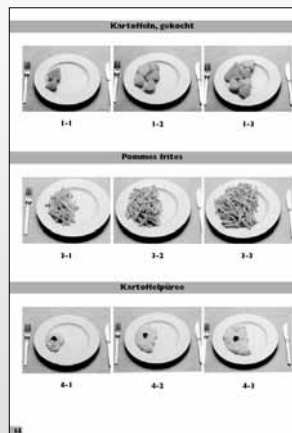 Kartoffeln, gekocht
1-1 1-2 1-3
Pommes frites
3-1 3-2 3-3
Kartoffelpüree
4-1 4-2 4-3